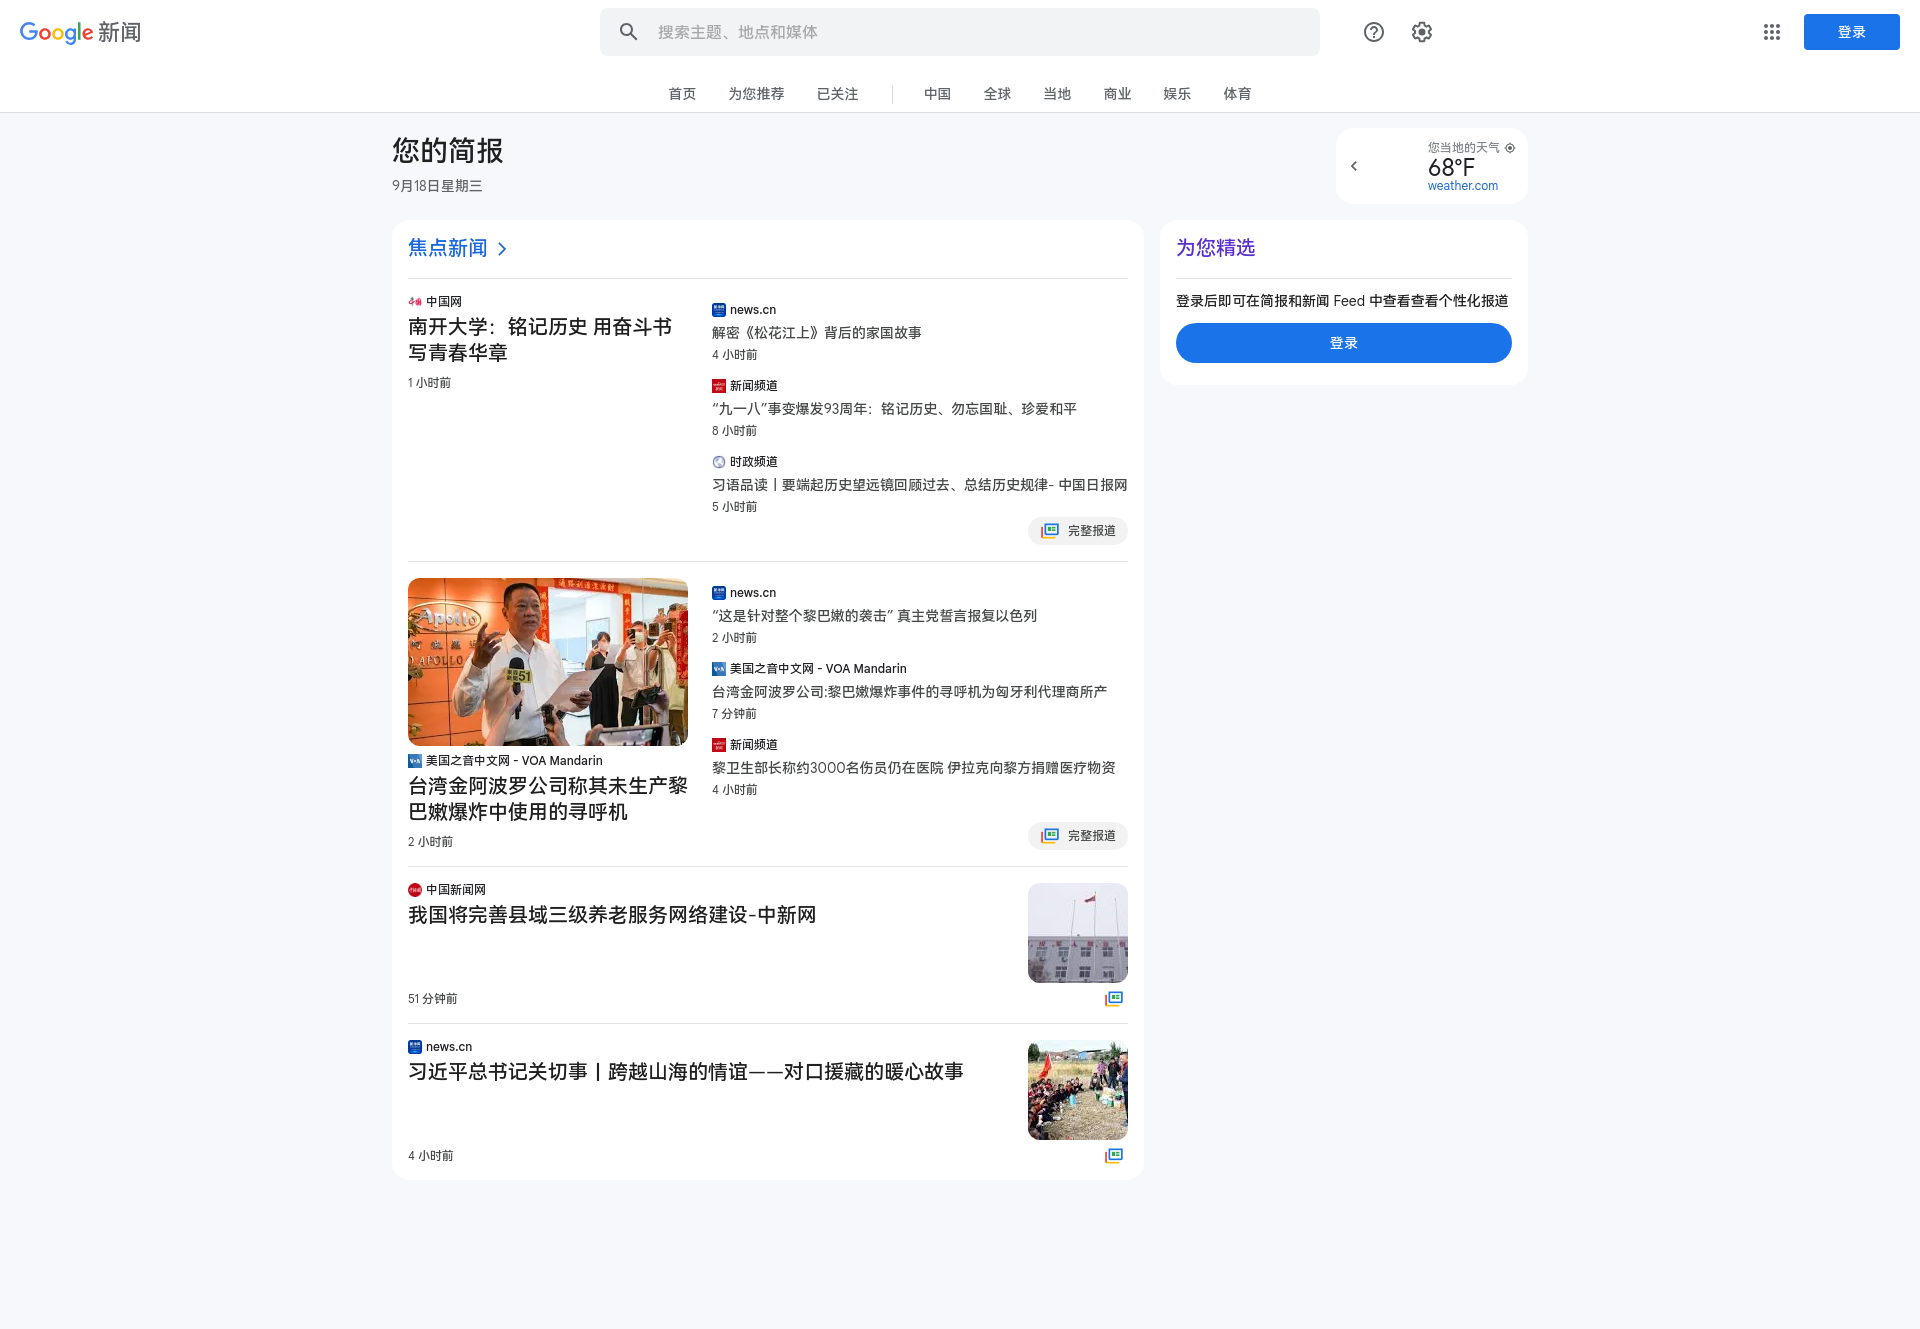 Google 新闻
搜索主题、地点和媒体
登录
首页 为您推荐 已关注 中国 全球 当地 商业 娱乐 体育
您的简报
9月18日星期三
您当地的天气
68°F
weather.com
焦点新闻
中国网
南开大学：铭记历史 用奋斗书
写青春华章
1 小时前
news.cn
解密《松花江上》背后的家国故事
4 小时前
新闻频道
“九一八”事变爆发93周年：铭记历史、勿忘国耻、珍爱和平
8 小时前
时政频道
习语品读丨要端起历史望远镜回顾过去、总结历史规律- 中国日报网
5 小时前
完整报道
Apollo
51
美国之音中文网 - VOA Mandarin
台湾金阿波罗公司称其未生产黎
巴嫩爆炸中使用的寻呼机
2 小时前
news.cn
“这是针对整个黎巴嫩的袭击” 真主党誓言报复以色列
2 小时前
美国之音中文网 - VOA Mandarin
台湾金阿波罗公司:黎巴嫩爆炸事件的寻呼机为匈牙利代理商所产
7 分钟前
新闻频道
黎卫生部长称约3000名伤员仍在医院 伊拉克向黎方捐赠医疗物资
4 小时前
完整报道
中国新闻网
我国将完善县域三级养老服务网络建设-中新网
51 分钟前
news.cn
习近平总书记关切事丨跨越山海的情谊——对口援藏的暖心故事
4 小时前
为您精选
登录后即可在简报和新闻 Feed 中查看查看个性化报道
登录